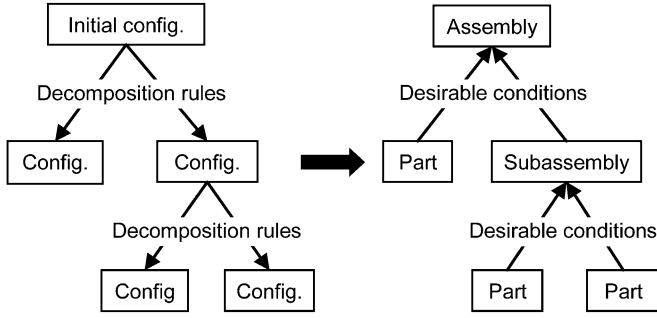 Initial config.
Assembly
Decomposition rules
Desirable conditions
Config.
Config.
Part
Subassembly
Decomposition rules
Desirable conditions
Config
Config.
Part
Part